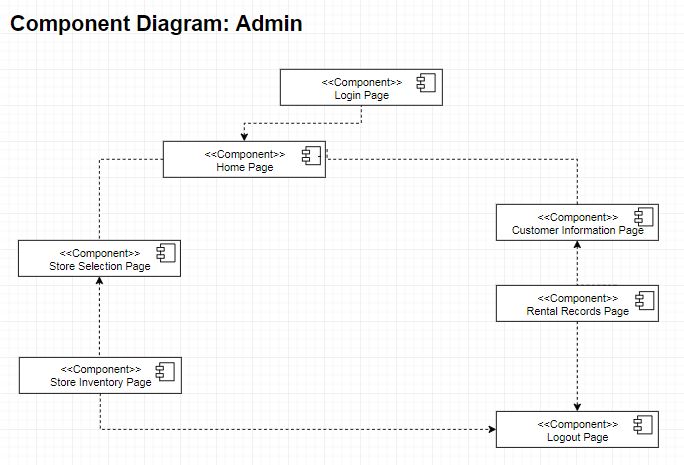 Component Diagram: Admin
<<Component>>
Login Page
<<Component>>
Home Page
<<Component>>
Customer Information Page
<<Component>>
Store Selection Page
<<Component>>
Rental Records Page
<<Component>>
Store Inventory Page
<<Component>>
Logout Page